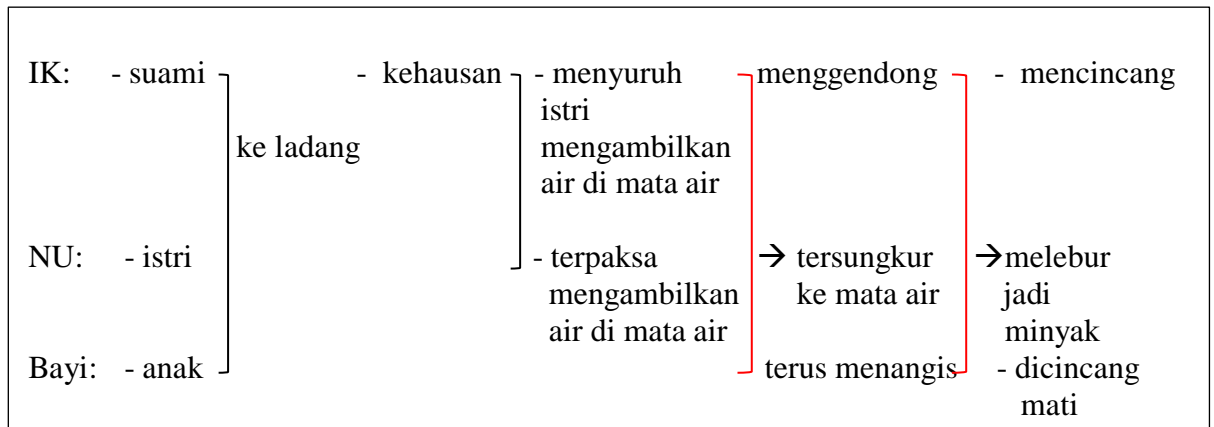 IK: - suami - kehausan - menyuruh menggendong - mencincang
istri
ke ladang mengambilkan
air di mata air
NU: - istri - terpaksa → tersungkur → melebur
mengambilkan ke mata air jadi
air di mata air minyak
Bayi: - anak terus menangis - dicincang
mati